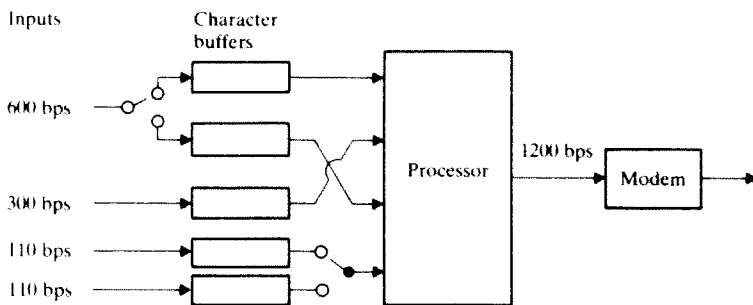 Inputs
Character
buffers
600 bps
300 bps
110 bps
110 bps
Processor
1200 bps
Modem